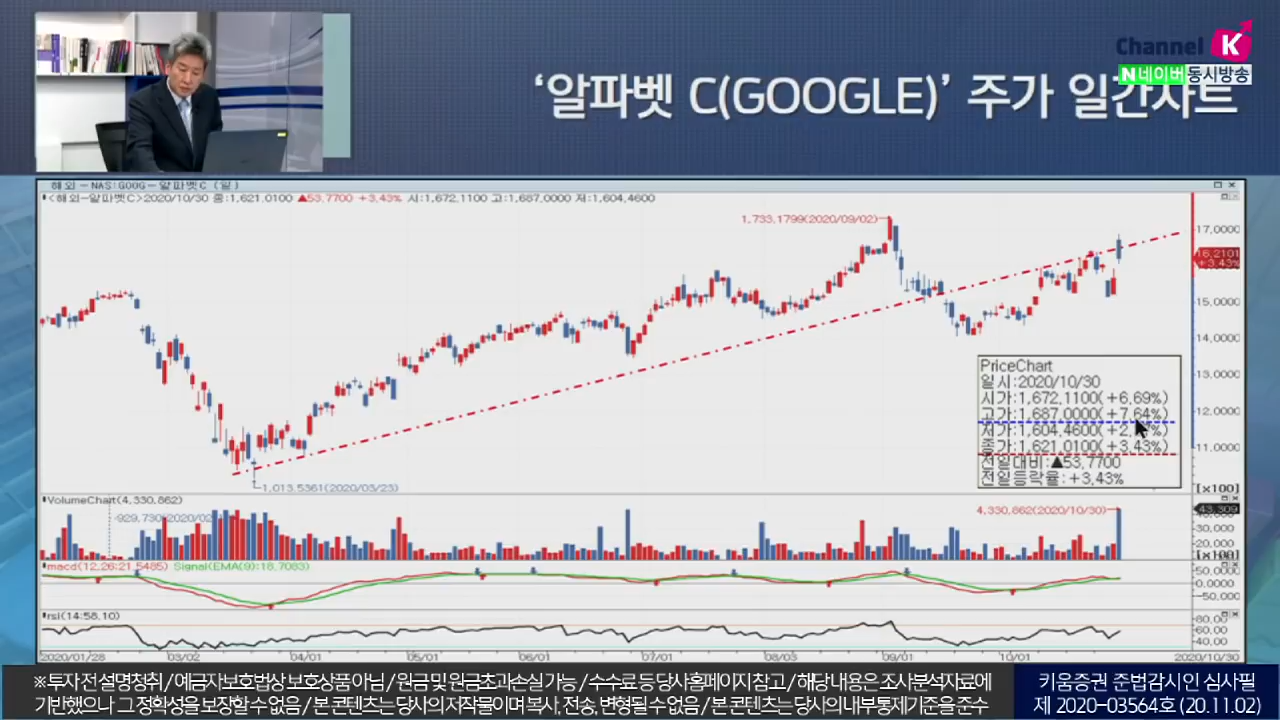 Channel K
N 네이버 동시방송
‘알파벳 C(GOOGLE)’ 주가 일간차트
해외-NAS:GOOG-알파벳C (일)
<해외-알파벳C>2020/10/30 종:1,621.0100 ▲53.7700 +3.43% 시:1,672.1100 고:1,687.0000 저:1,604.4600
1,733.1799(2020/09/02)
17,0000
16,2101
+3.43%
15,0000
14,0000
13,0000
12,0000
11,0000
[x100]
PriceChart
일시:2020/10/30
시가:1,672.1100(+6.69%)
고가:1,687.0000(+7.64%)
저가:1,604.4600(+2.
종가:1,621.0100(+3.43%)
전일대비:▲53.7700
전일등락율:+3.43%
1,013.5361(2020/03/23)
VolumeChart(4,330,862)
929,730(2020/02
4,330,862(2020/10/30)
43,309
30,000
20,000
[x100]
macd(12,26:21.5485) Signal(EMA(9):18.7083)
50.0000
0.0000
-50.000
rsi(14:58.10)
80.00
60.00
40.00
2020/01/28 03/02 04/01 05/01 06/01 07/01 08/03 09/01 10/01 2020/10/30
※ 투자 전 설명청취 / 예금자보호법상 보호상품 아님 / 원금 및 원금초과손실 가능 / 수수료 등 당사 홈페이지 참고 / 해당 내용은 조사분석자료에
기반했으나 그 정확성을 보장할 수 없음 / 본 콘텐츠는 당사의 저작물이며 복사, 전송, 변형될 수 없음 / 본 콘텐츠는 당사의 내부통제기준을 준수
키움증권 준법감시인 심사필
제 2020-03564호 (20.11.02)